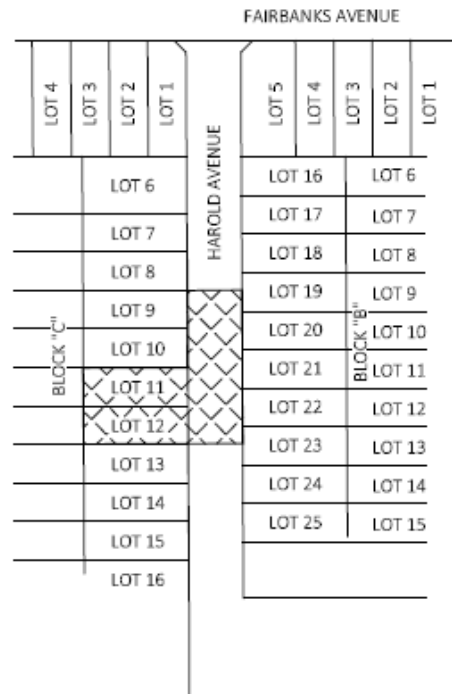 FAIRBANKS AVENUE
LOT 4
LOT 3
LOT 2
LOT 1
HAROLD AVENUE
LOT 5
LOT 4
LOT 3
LOT 2
LOT 1
LOT 6
LOT 7
LOT 8
LOT 9
LOT 10
LOT 11
LOT 12
LOT 13
LOT 14
LOT 15
LOT 16
BLOCK "C"
LOT 16
LOT 17
LOT 18
LOT 19
LOT 20
LOT 21
LOT 22
LOT 23
LOT 24
LOT 25
BLOCK "B"
LOT 6
LOT 7
LOT 8
LOT 9
LOT 10
LOT 11
LOT 12
LOT 13
LOT 14
LOT 15